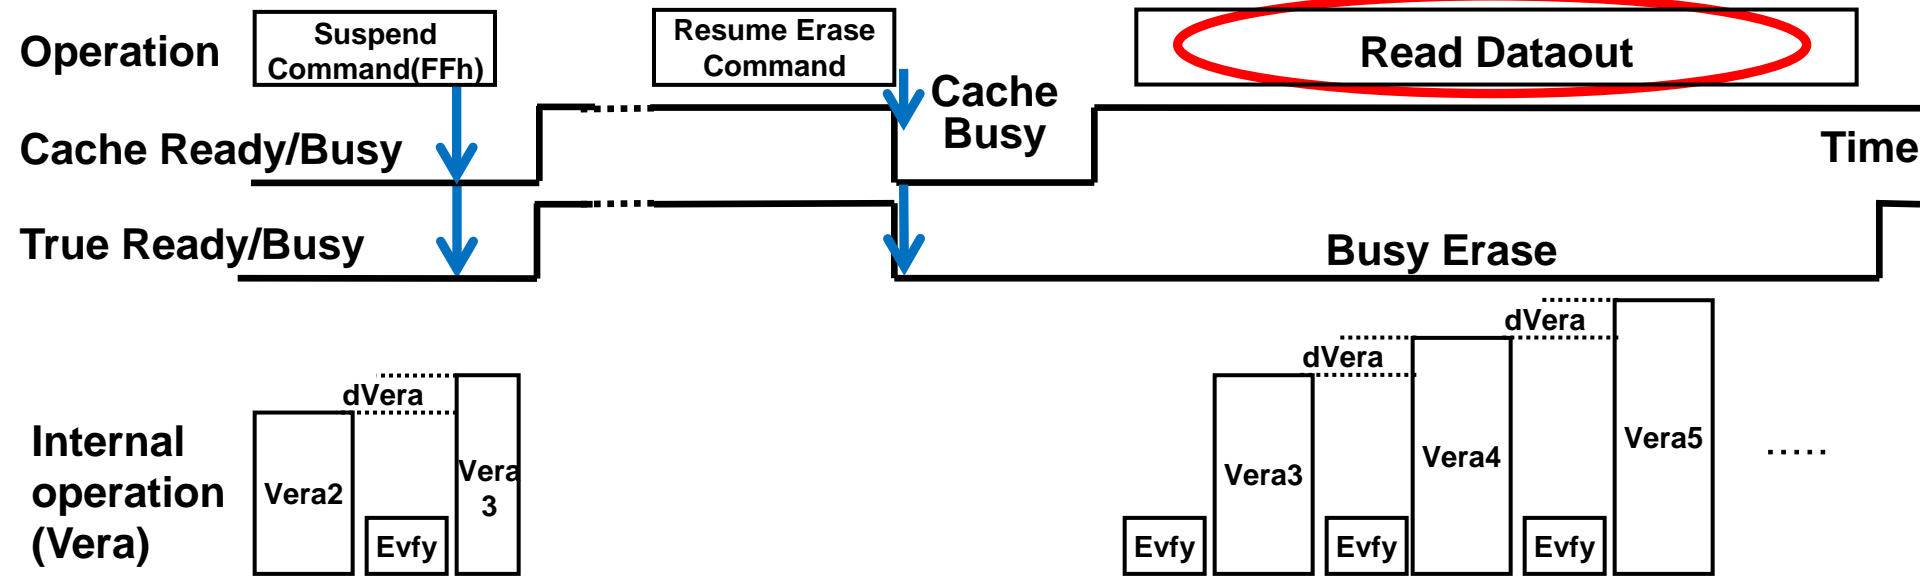 Operation
Suspend
Command(FFh)
Resume Erase
Command
Read Dataout
Cache
Busy
Cache Ready/Busy
Time
True Ready/Busy
Busy Erase
dVera
dVera
dVera
Internal
operation
(Vera)
Vera2
Evfy
Vera
3
Evfy
Vera3
Evfy
Vera4
Evfy
Vera5